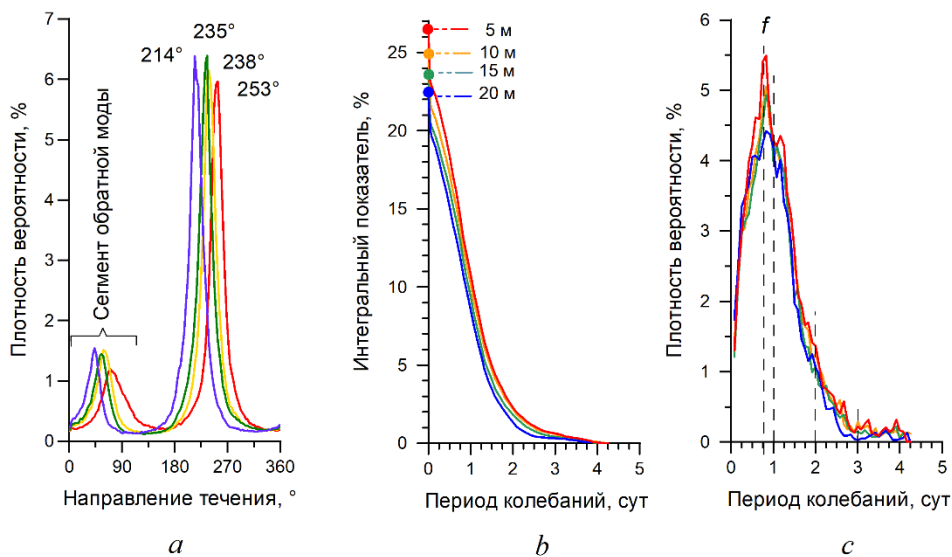 7
6
5
4
3
2
1
0
Плотность вероятности, %
235°
214°
238°
253°
Сегмент обратной моды
0 90 180 270 360
Направление течения, °
a
25
20
15
10
5
0
Интегральный показатель, %
5 м
10 м
15 м
20 м
0 1 2 3 4 5
Период колебаний, сут
b
6
5
4
3
2
1
0
Плотность вероятности, %
f
0 1 2 3 4 5
Период колебаний, сут
c